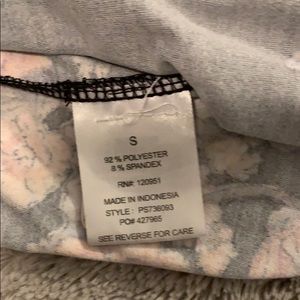 S
92 % POLYESTER
8 % SPANDEX
RN#: 120951
MADE IN INDONESIA
STYLE : PS736093
PO# 427965
SEE REVERSE FOR CARE